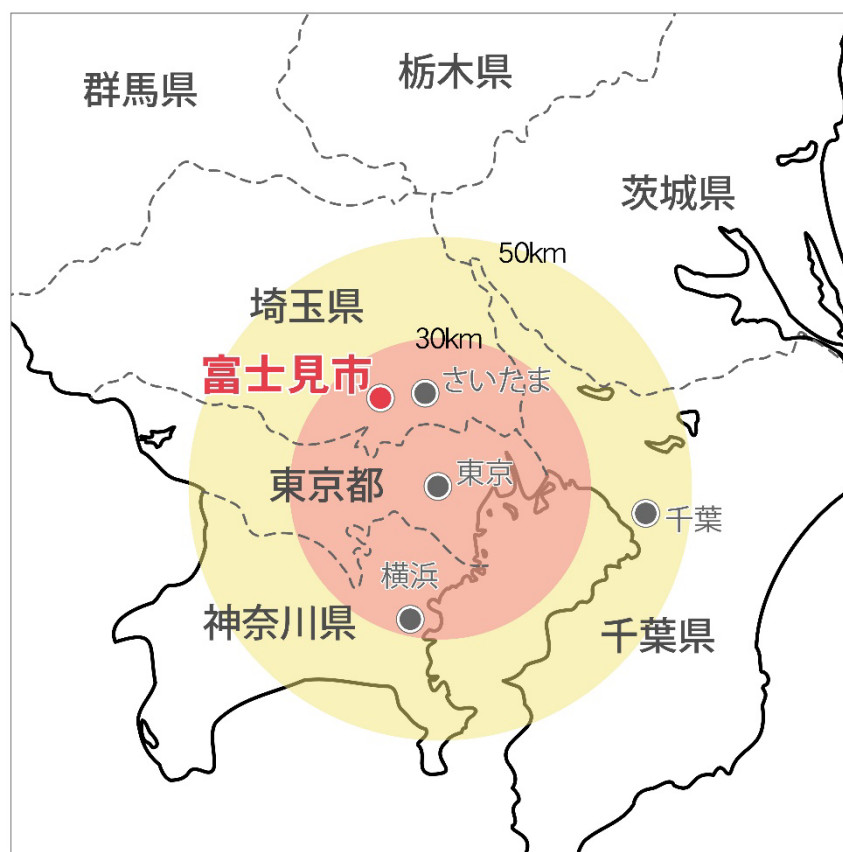 栃木県
群馬県
茨城県
50km
埼玉県
30km
富士見市
さいたま
東京都
東京
千葉
横浜
神奈川県
千葉県